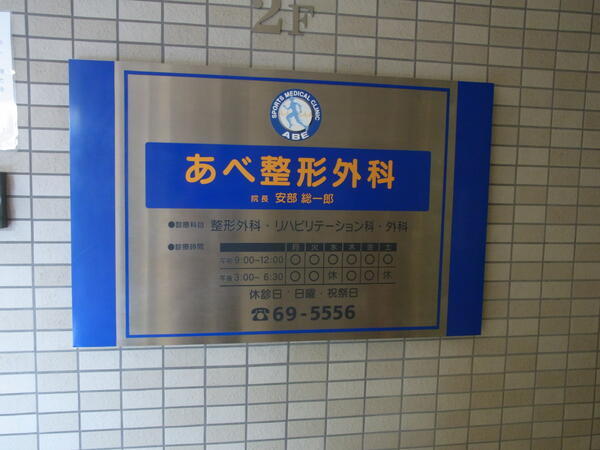 2F
SPORTS MEDICAL CLINIC
ABE
あべ整形外科
院長 安部 総一郎
●診療科目 整形外科・リハビリテーション科・外科
●診療時間 月 火 水 木 金 土
午前 9:00~12:00 〇 〇 〇 〇 〇 〇
午後 3:00~6:30 〇 〇 休 〇 〇 休
休診日 日曜・祝祭日
☎69-5556